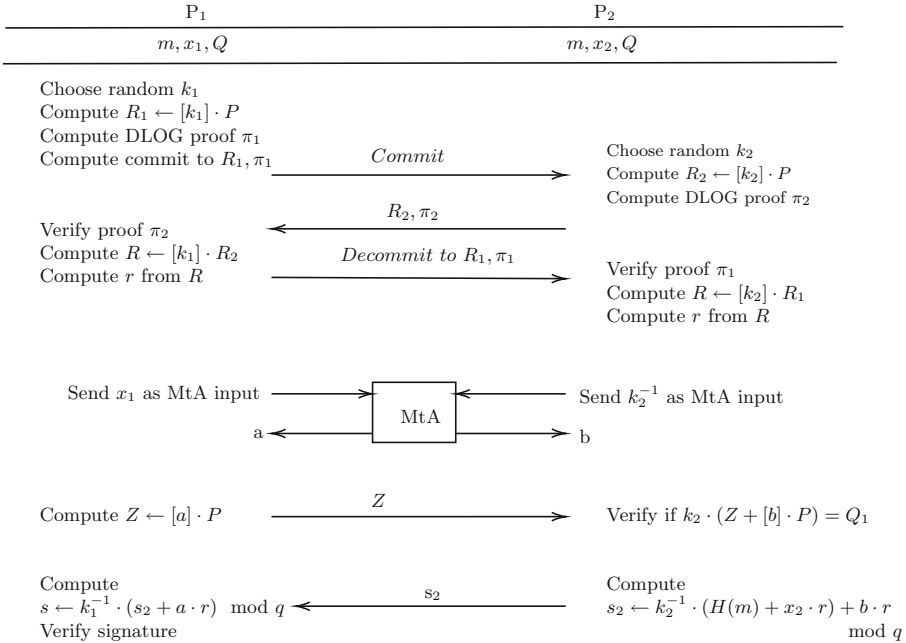 P₁ P₂
m, x₁, Q m, x₂, Q
Choose random k₁
Compute R₁ ← [k₁] · P
Compute DLOG proof π₁
Compute commit to R₁, π₁
Commit
Choose random k₂
Compute R₂ ← [k₂] · P
Compute DLOG proof π₂
R₂, π₂
Verify proof π₂
Compute R ← [k₁] · R₂
Compute r from R
Decommit to R₁, π₁
Verify proof π₁
Compute R ← [k₂] · R₁
Compute r from R
Send x₁ as MtA input
MtA
Send k₂⁻¹ as MtA input
a
b
Compute Z ← [a] · P
Z
Verify if k₂ · (Z + [b] · P) = Q₁
Compute
s ← k₁⁻¹ · (s₂ + a · r) mod q
Verify signature
s₂
Compute
s₂ ← k₂⁻¹ · (H(m) + x₂ · r) + b · r
mod q